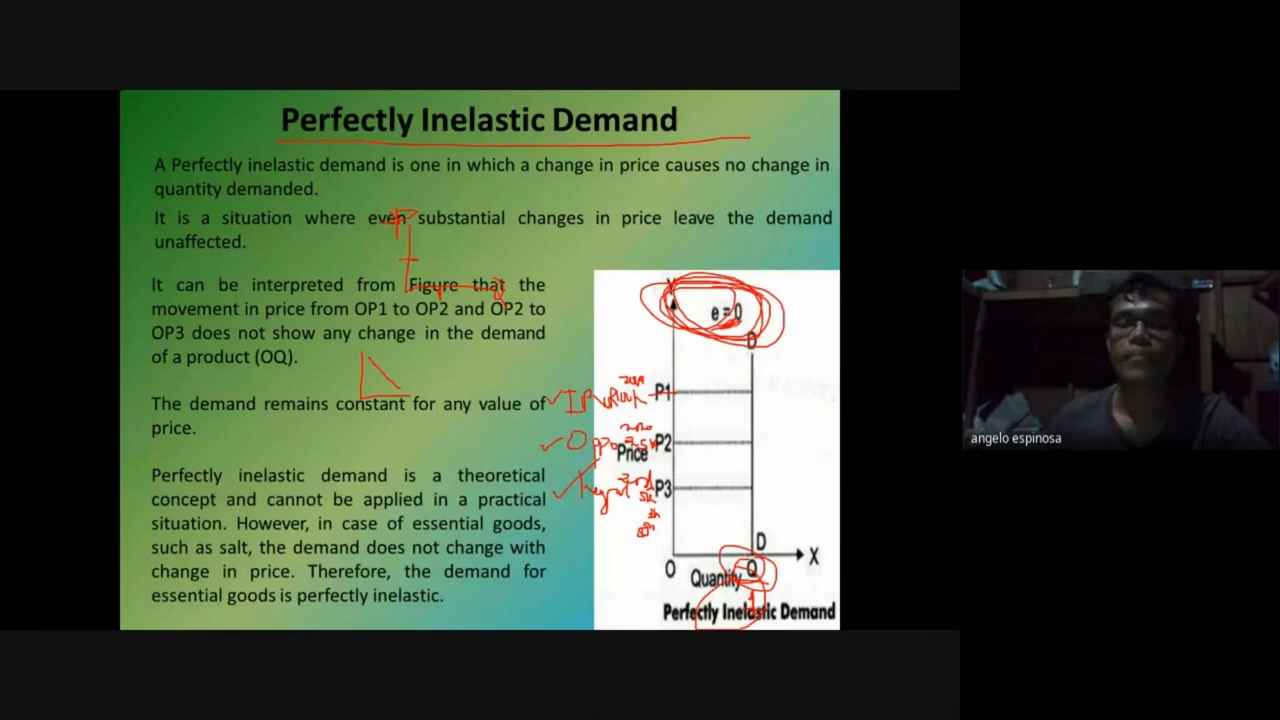 Perfectly Inelastic Demand
A Perfectly inelastic demand is one in which a change in price causes no change in
quantity demanded.
It is a situation where even substantial changes in price leave the demand
unaffected.
P
It can be interpreted from Figure that the
movement in price from OP1 to OP2 and OP2 to
OP3 does not show any change in the demand
of a product (OQ).
The demand remains constant for any value of
price.
Perfectly inelastic demand is a theoretical
concept and cannot be applied in a practical
situation. However, in case of essential goods,
such as salt, the demand does not change with
change in price. Therefore, the demand for
essential goods is perfectly inelastic.
Y
e = 0
D
P1
P2
Price
P3
D
O
Q
X
Quantity
Perfectly Inelastic Demand
angelo espinosa